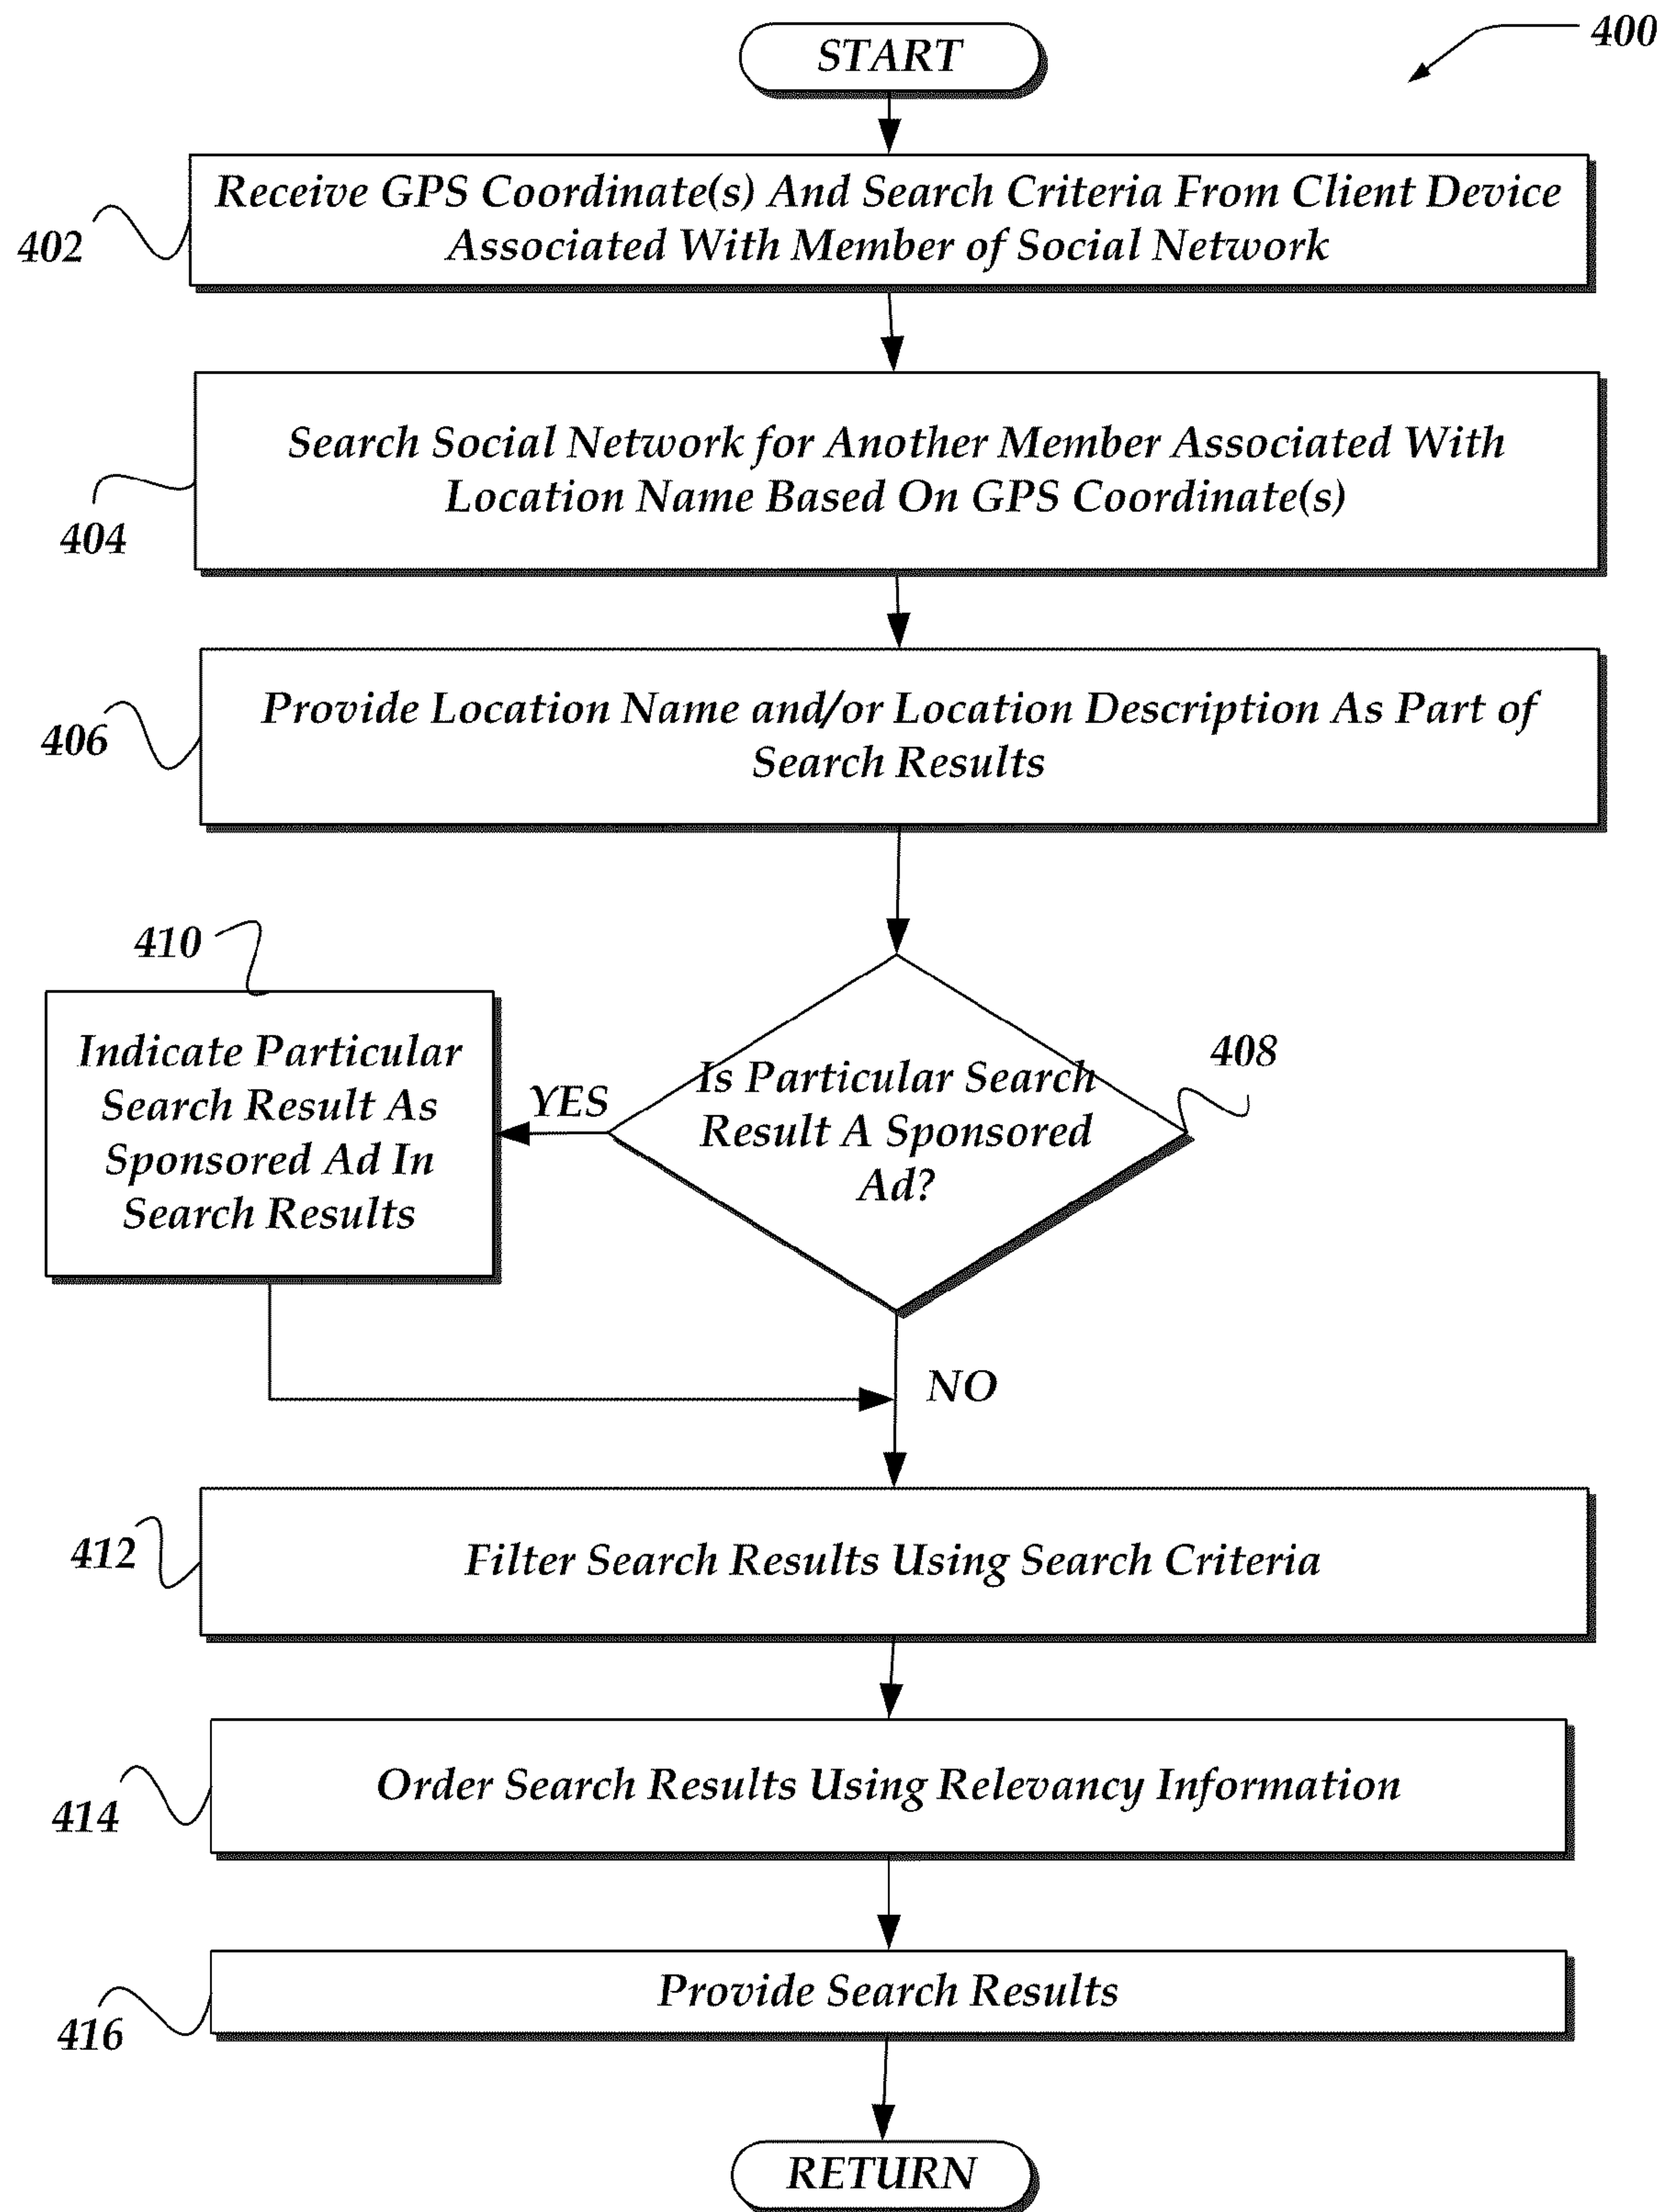 START
400
Receive GPS Coordinate(s) And Search Criteria From Client Device
Associated With Member of Social Network
402
Search Social Network for Another Member Associated With
Location Name Based On GPS Coordinate(s)
404
Provide Location Name and/or Location Description As Part of
Search Results
406
Is Particular Search
Result A Sponsored
Ad?
408
YES
410
Indicate Particular
Search Result As
Sponsored Ad In
Search Results
NO
Filter Search Results Using Search Criteria
412
Order Search Results Using Relevancy Information
414
Provide Search Results
416
RETURN